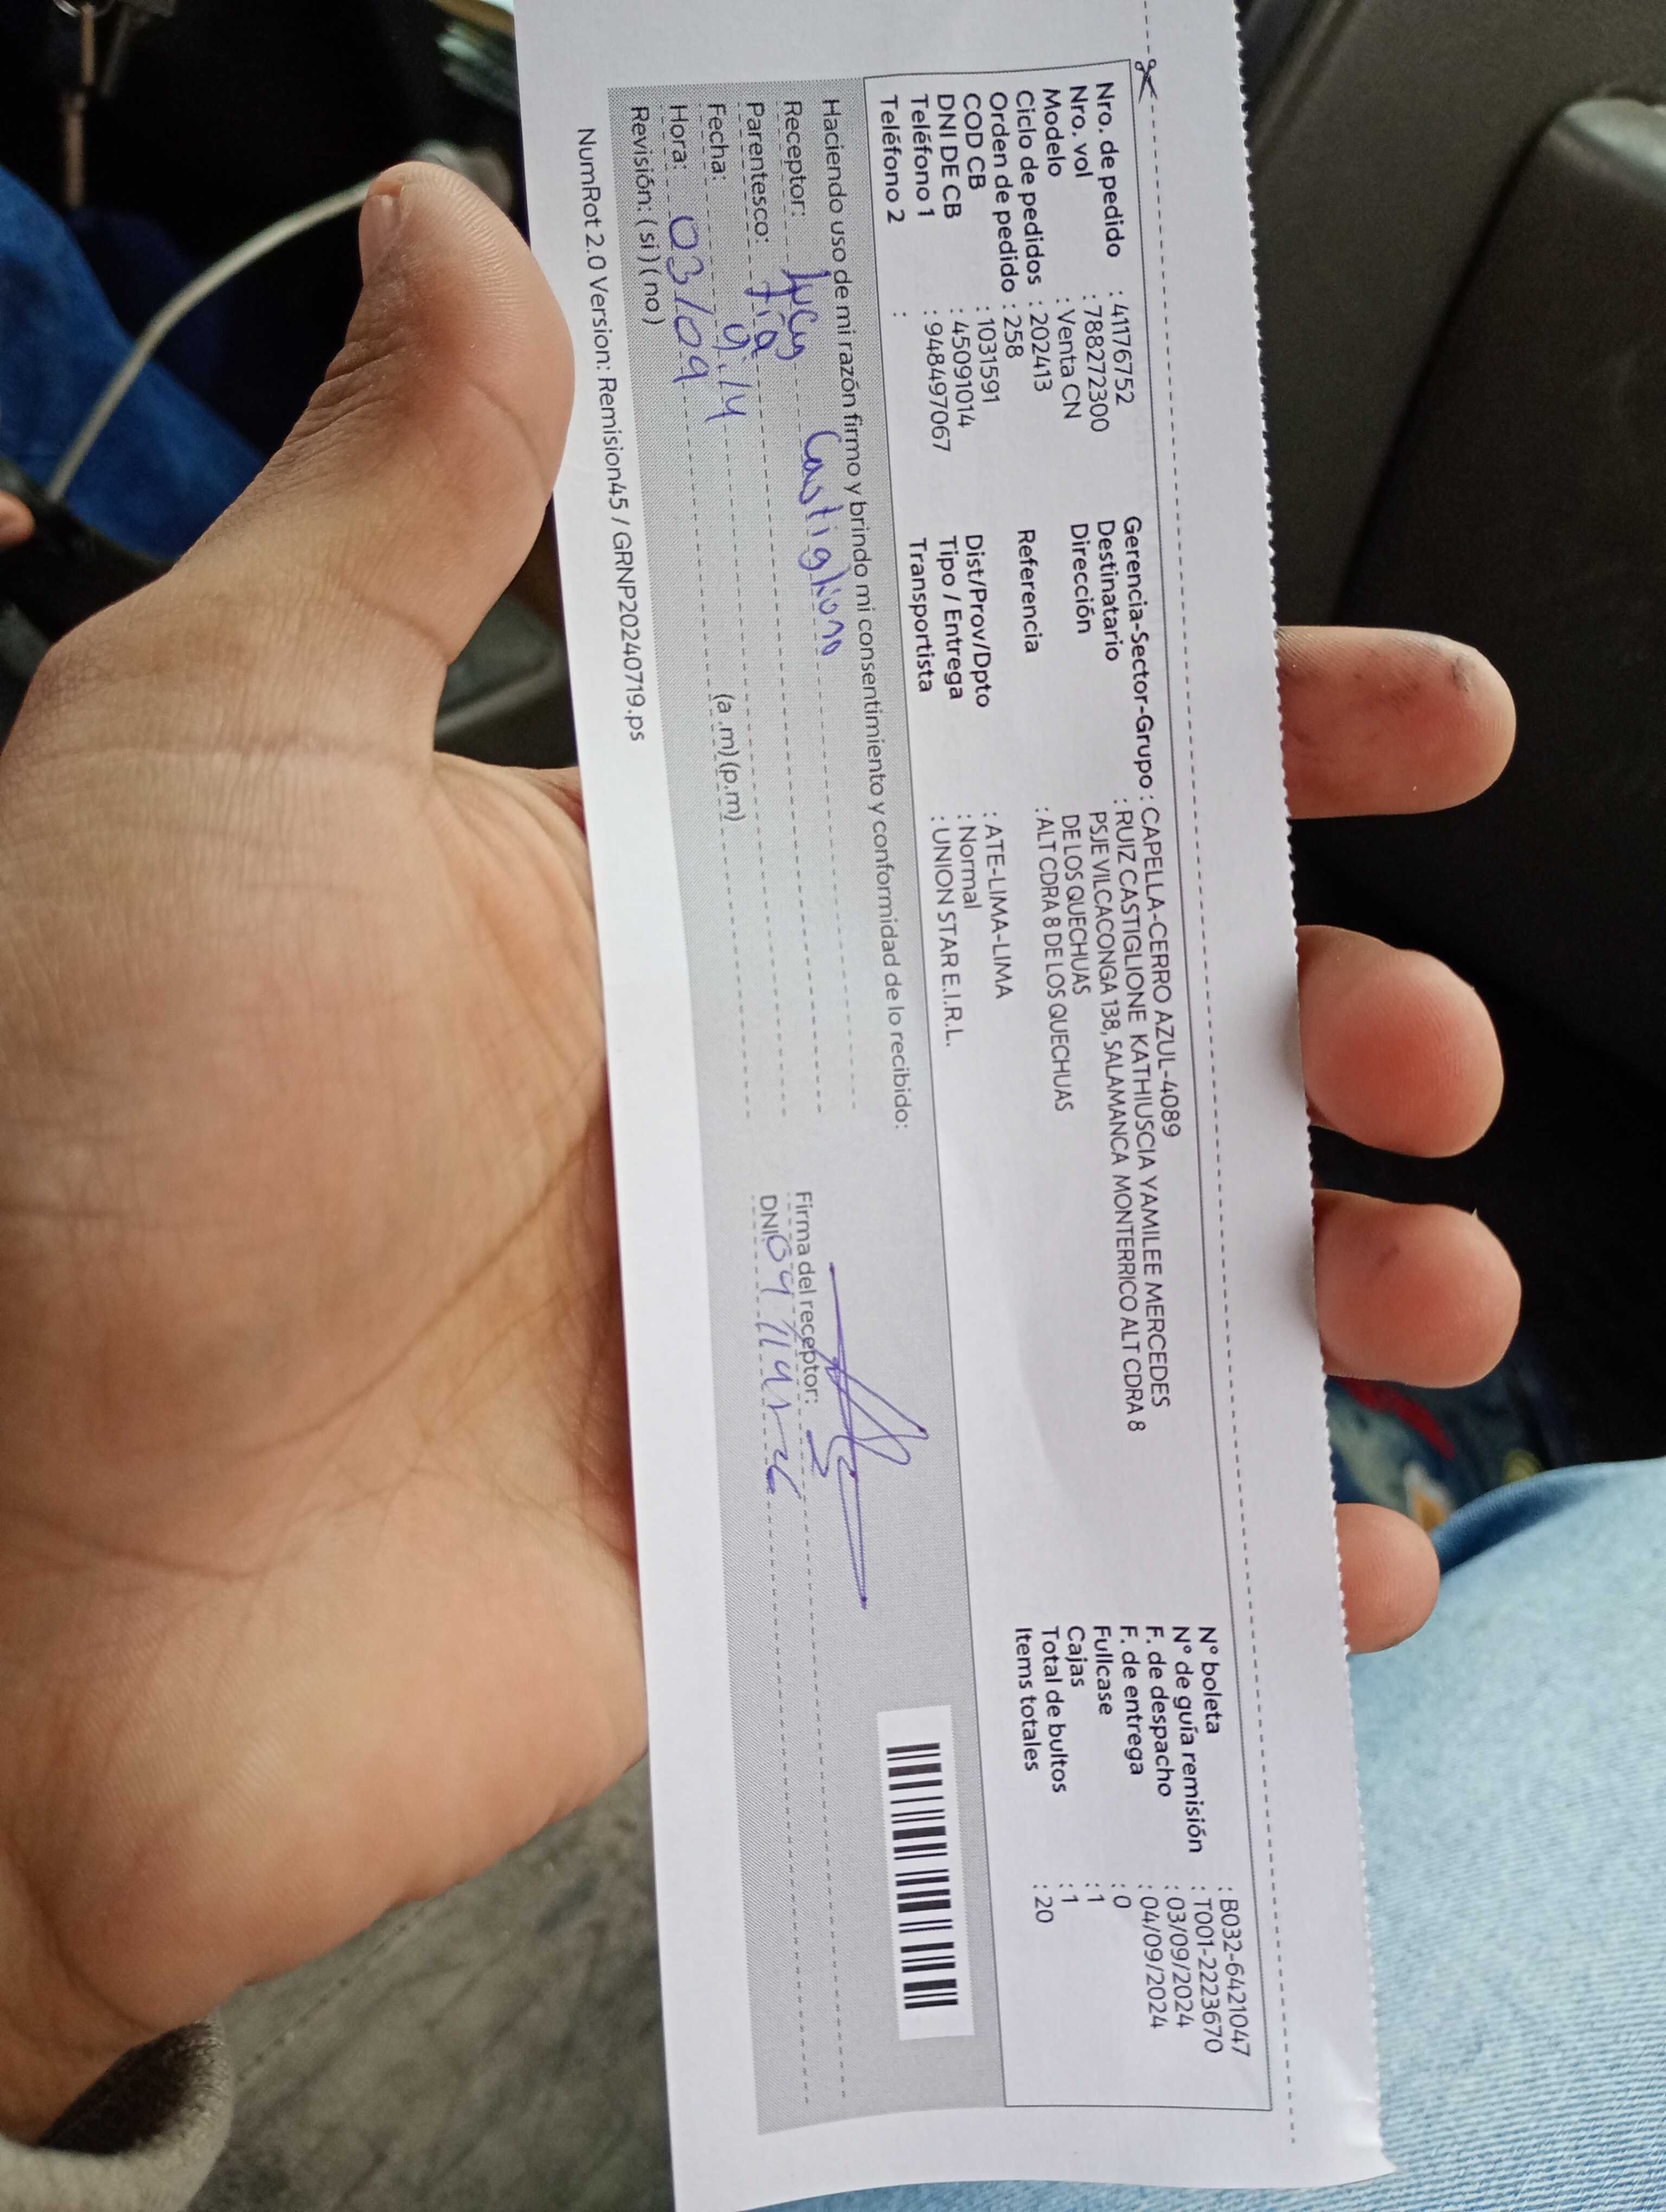 Nro. de pedido : 41176752
Nro. vol : 788272300
Modelo : Venta CN
Ciclo de pedidos : 202413
Orden de pedido : 258
COD CB : 1031591
DNI DE CB : 45091014
Teléfono 1 : 948497067
Teléfono 2 :
Gerencia-Sector-Grupo : CAPELLA-CERRO AZUL-4089
Destinatario : RUIZ CASTIGLIONE KATHIUSCIA YAMILEE MERCEDES
Dirección PSJE VILCACONGA 138, SALAMANCA MONTERRICO ALT CDRA 8
DE LOS QUECHUAS
Referencia : ALT CDRA 8 DE LOS QUECHUAS
Dist/Prov/Dpto : ATE-LIMA-LIMA
Tipo / Entrega : Normal
Transportista : UNION STAR E.I.R.L.
N° boleta : B032-6421047
N° de guía remisión : T001-2223670
F. de despacho : 03/09/2024
F. de entrega : 04/09/2024
Fullcase : 0
Cajas : 1
Total de bultos : 1
Items totales : 20
Haciendo uso de mi razón firmo y brindo mi consentimiento y conformidad de lo recibido:
Receptor: Lucy Castigliono
Parentesco: Tía
Fecha: 9:14 (a.m) (p.m)
Hora: 03/09
Revisión: ( si ) ( no )
Firma del receptor:
DNI
NumRot 2.0 Version: Remision45 / GRNP20240719.ps